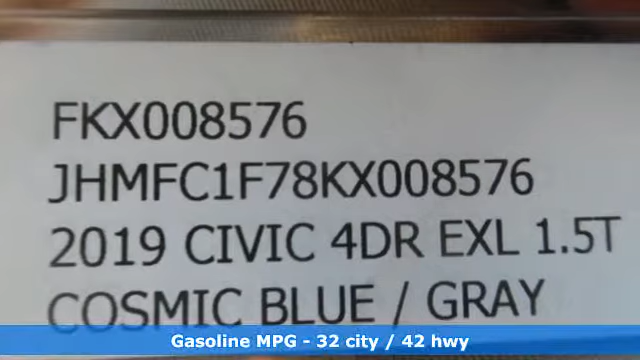 FKX008576
JHMFC1F78KX008576
2019 CIVIC 4DR EXL 1.5T
COSMIC BLUE / GRAY
Gasoline MPG - 32 city / 42 hwy